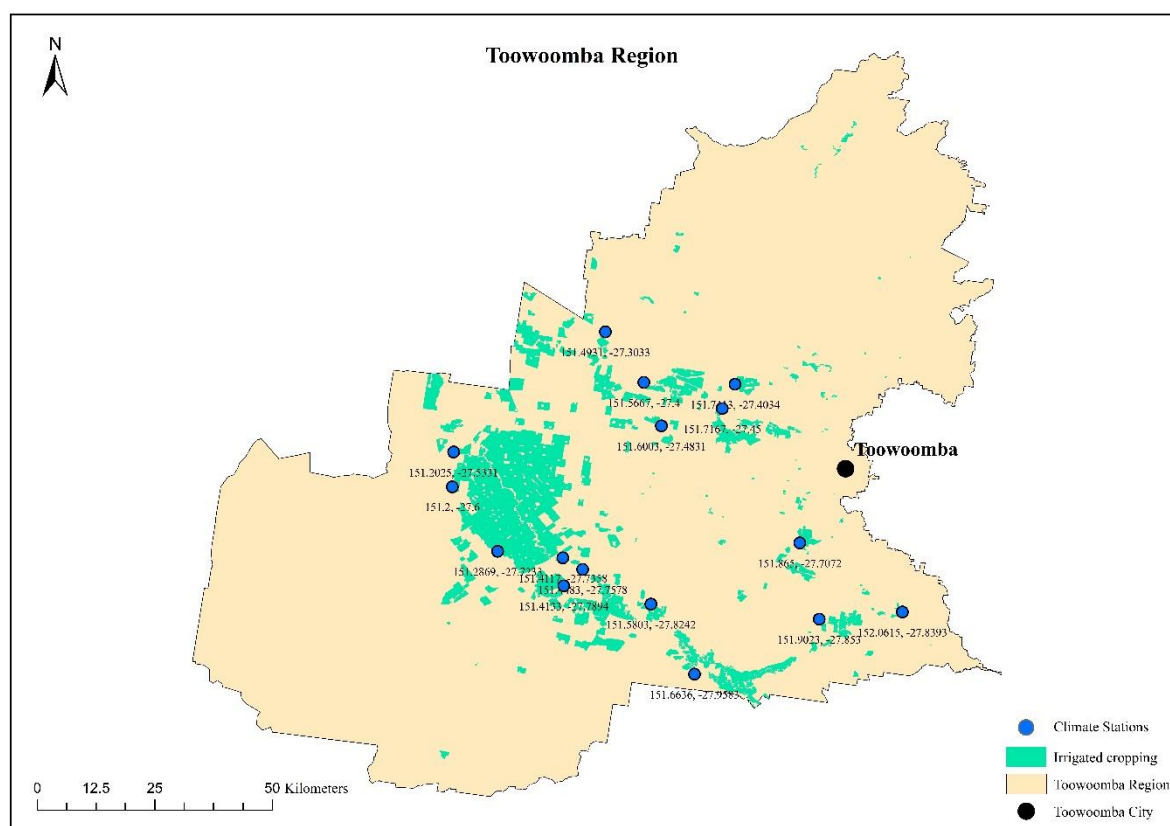 Toowoomba Region
N
151.4931, -27.3033
151.5667, -27.4
-27.4034
151.7167, -27.45
151.6003, -27.4831
Toowoomba
151.2025, -27.5331
151.2, -27.6
151.2869, -27.7233
151.4117, -27.7358
-27.7578
151.4153, -27.7894
151.865, -27.7072
151.5803, -27.8242
151.9023, -27.853
152.0615, -27.8393
151.6636, -27.9583
Climate Stations
Irrigated cropping
Toowoomba Region
Toowoomba City
0 12.5 25 50 Kilometers